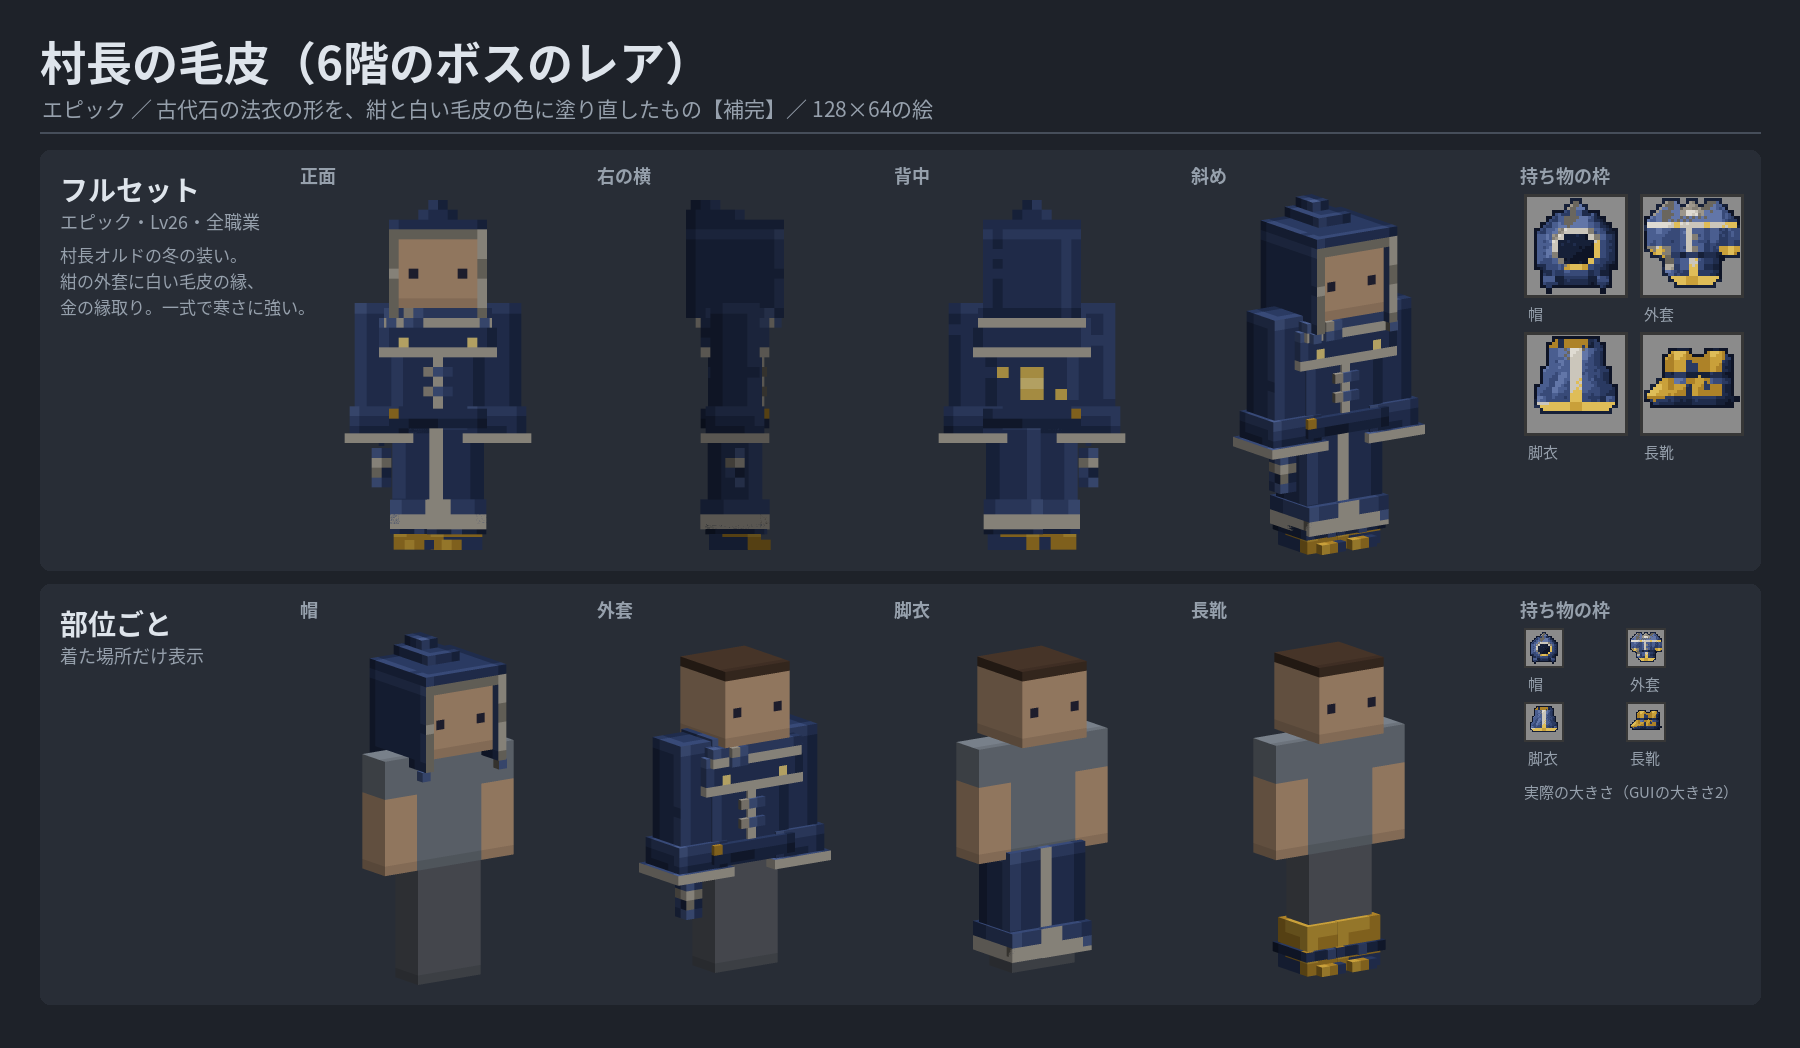 村長の毛皮（6階のボスのレア）
エピック ／ 古代石の法衣の形を、紺と白い毛皮の色に塗り直したもの【補完】 ／ 128×64の絵
フルセット
エピック・Lv26・全職業
村長オルドの冬の装い。
紺の外套に白い毛皮の縁、
金の縁取り。一式で寒さに強い。
正面
右の横
背中
斜め
持ち物の枠
帽
外套
脚衣
長靴
部位ごと
着た場所だけ表示
帽
外套
脚衣
長靴
持ち物の枠
帽
外套
脚衣
長靴
実際の大きさ（GUIの大きさ2）